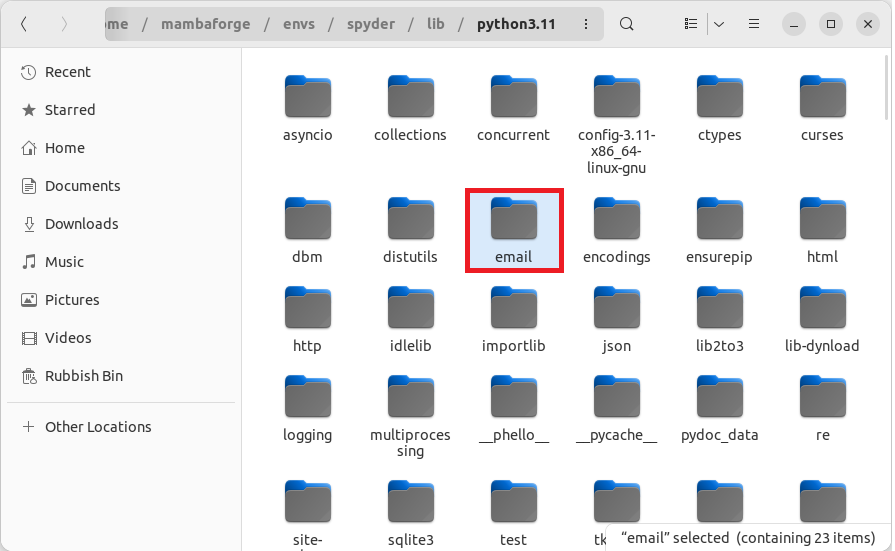 ome / mambaforge / envs / spyder / lib / python3.11
Recent
Starred
Home
Documents
Downloads
Music
Pictures
Videos
Rubbish Bin
Other Locations
asyncio
collections
concurrent
config-3.11-
x86_64-
linux-gnu
ctypes
curses
dbm
distutils
email
encodings
ensurepip
html
http
idlelib
importlib
json
lib2to3
lib-dynload
logging
multiproces
sing
__phello__
__pycache__
pydoc_data
re
site-
sqlite3
test
“email” selected (containing 23 items)